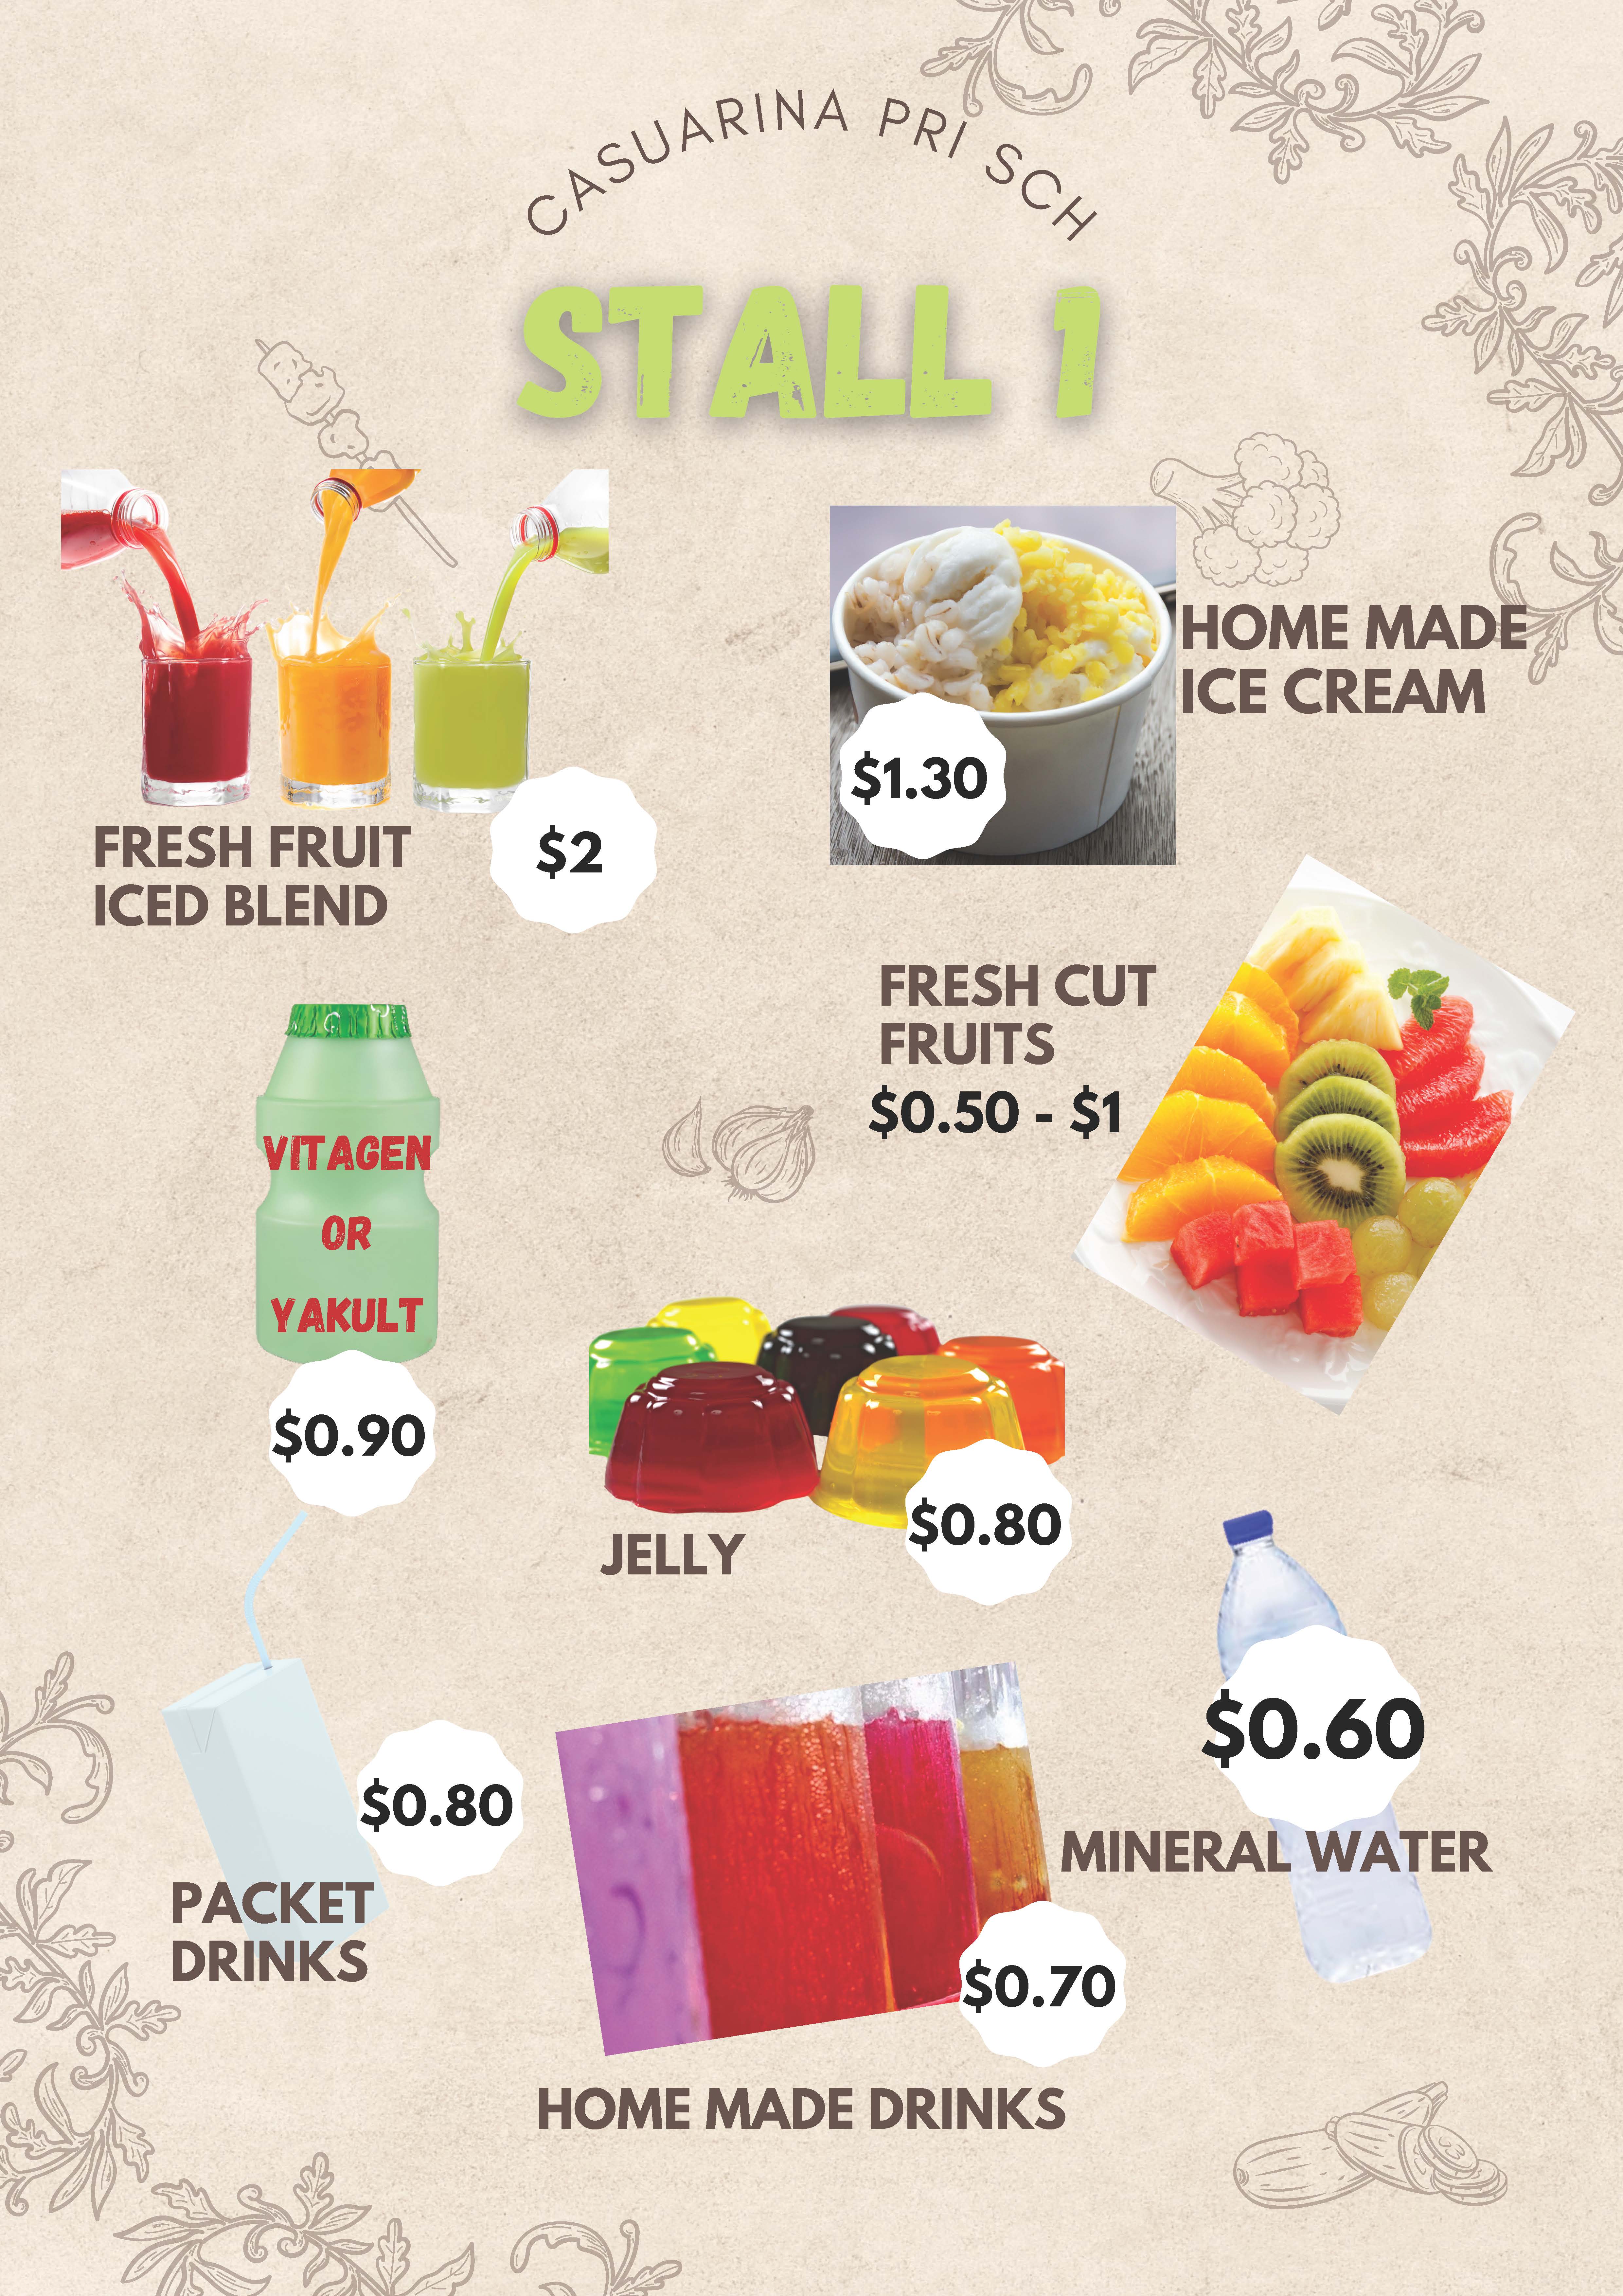 CASUARINA PRI SCH
STALL 1
FRESH FRUIT
ICED BLEND
$2
$1.30
HOME MADE
ICE CREAM
FRESH CUT
FRUITS
$0.50 - $1
VITAGEN
OR
YAKULT
$0.90
JELLY
$0.80
$0.60
MINERAL WATER
$0.80
PACKET
DRINKS
$0.70
HOME MADE DRINKS